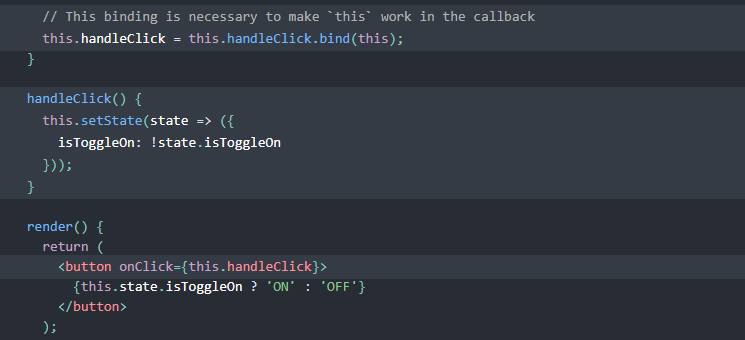 // This binding is necessary to make `this` work in the callback
this.handleClick = this.handleClick.bind(this);
}
handleClick() {
this.setState(state => ({
isToggleOn: !state.isToggleOn
}));
}
render() {
return (
<button onClick={this.handleClick}>
{this.state.isToggleOn ? 'ON' : 'OFF'}
</button>
);